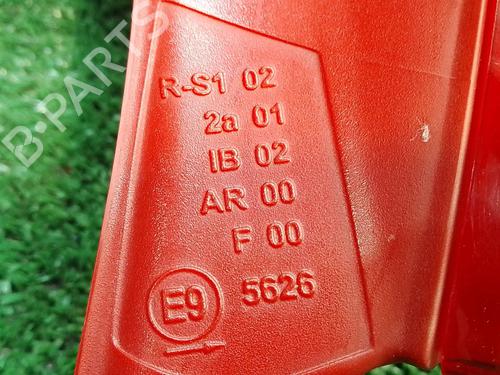 B-PARTS
R-S1 02
2a 01
IB 02
AR 00
F 00
E9 5626